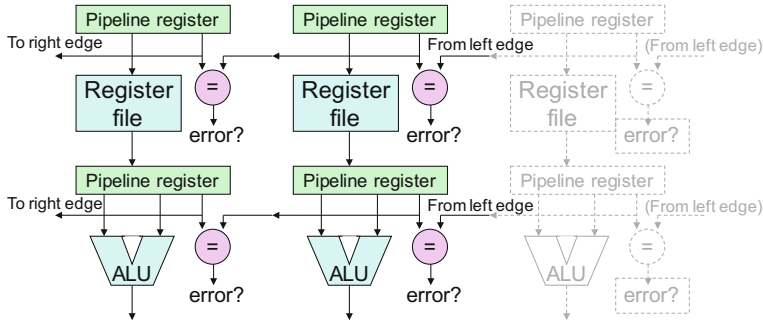 Pipeline register Pipeline register Pipeline register
To right edge From left edge (From left edge)
= = =
Register file Register file Register file
error? error? error?
Pipeline register Pipeline register Pipeline register
To right edge From left edge (From left edge)
= = =
ALU ALU ALU
error? error? error?